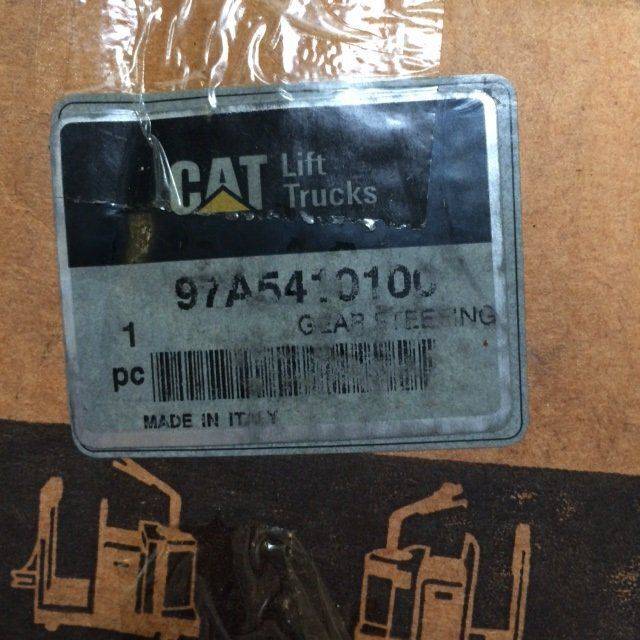 CAT Lift Trucks
97A5410100
GEAR STEERING
1 pc
MADE IN ITALY